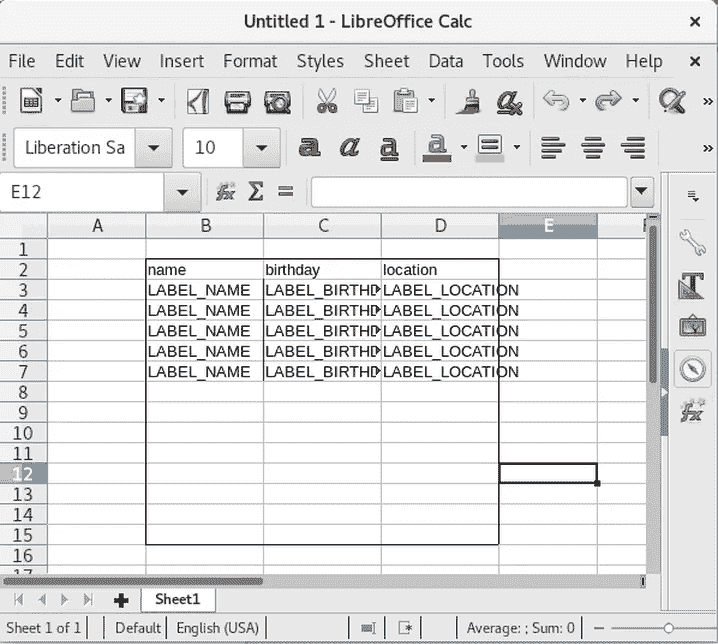 Untitled 1 - LibreOffice Calc
File Edit View Insert Format Styles Sheet Data Tools Window Help
Liberation Sa 10 a a a a
E12 fx Σ =
A B C D E
1
2 name birthday location
3 LABEL_NAME LABEL_BIRTHD LABEL_LOCATION
4 LABEL_NAME LABEL_BIRTHD LABEL_LOCATION
5 LABEL_NAME LABEL_BIRTHD LABEL_LOCATION
6 LABEL_NAME LABEL_BIRTHD LABEL_LOCATION
7 LABEL_NAME LABEL_BIRTHD LABEL_LOCATION
8
9
10
11
12
13
14
15
16
17
Sheet1
Sheet 1 of 1 Default English (USA) Average: ; Sum: 0